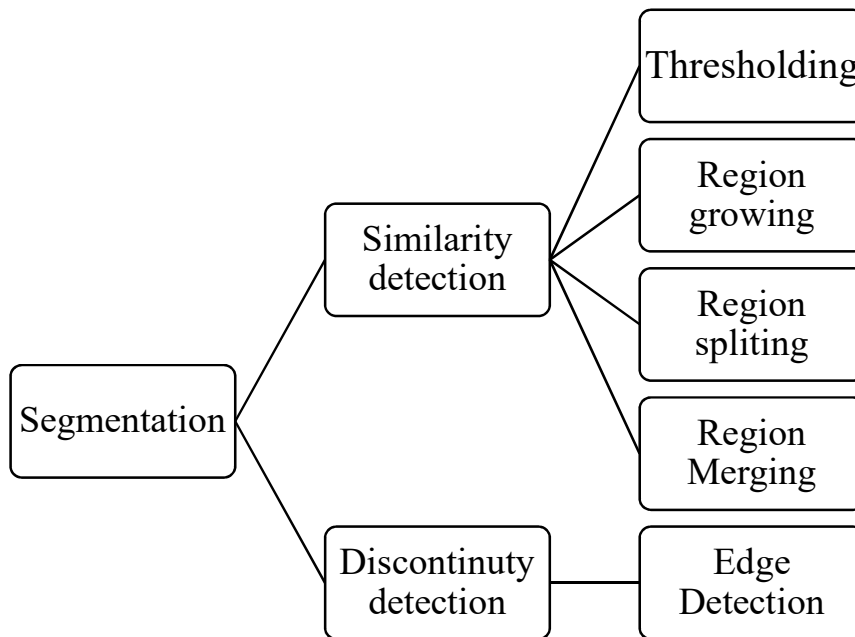 Thresholding
Region
growing
Similarity
detection
Region
spliting
Segmentation
Region
Merging
Discontinuty
detection
Edge
Detection